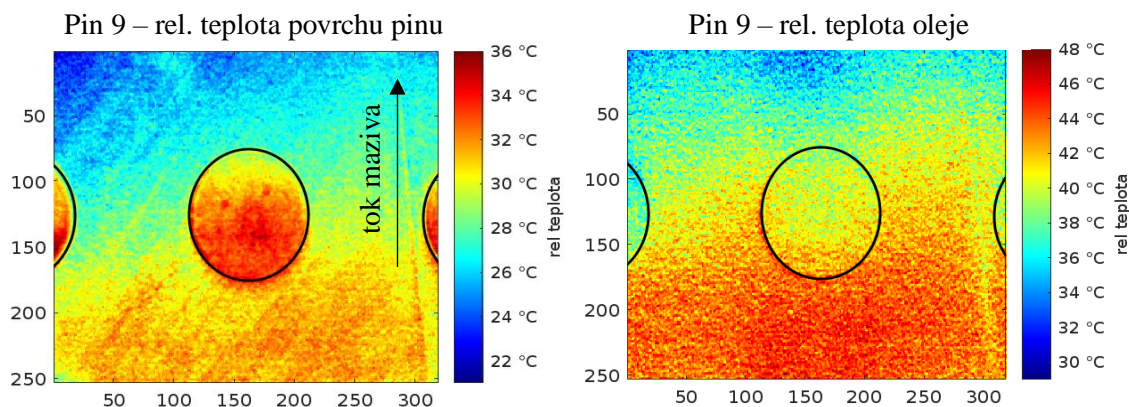 Pin 9 – rel. teplota povrchu pinu
50
100
150
200
250
50 100 150 200 250 300
tok maziva
36 °C
34 °C
32 °C
30 °C
28 °C
26 °C
24 °C
22 °C
rel teplota
Pin 9 – rel. teplota oleje
50
100
150
200
250
50 100 150 200 250 300
48 °C
46 °C
44 °C
42 °C
40 °C
38 °C
36 °C
34 °C
32 °C
30 °C
rel teplota